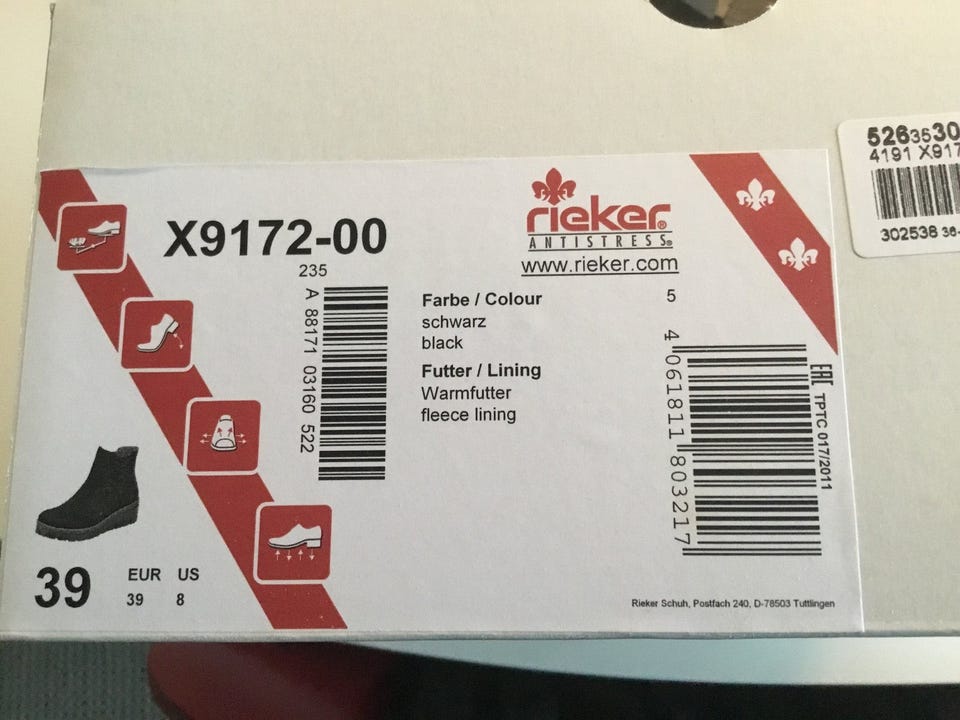 5263530
4191 X917
302538 36-
X9172-00
235
A 88171 03160 522
rieker®
ANTISTRESS®
www.rieker.com
Farbe / Colour
schwarz
black
Futter / Lining
Warmfutter
fleece lining
5
4 061811 803217
EAC TPTC 017/2011
39
EUR US
39 8
Rieker Schuh, Postfach 240, D-78503 Tuttlingen